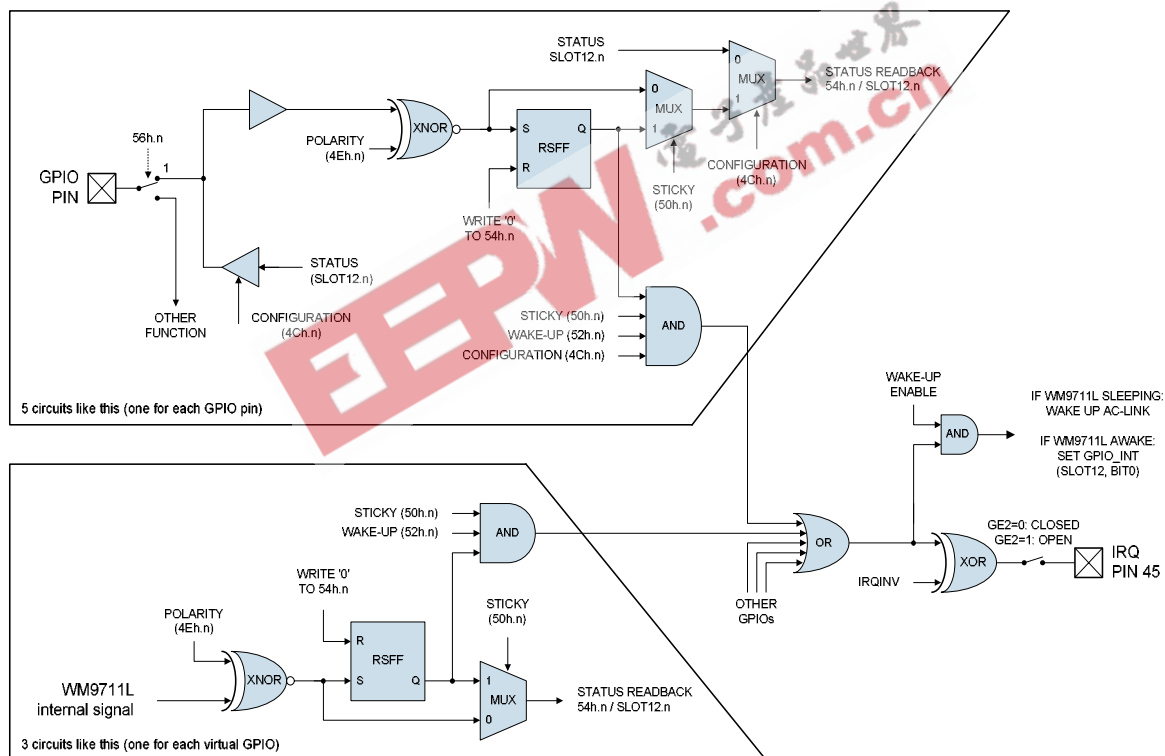 STATUS
SLOT12.n
0
MUX
1
STATUS READBACK
54h.n / SLOT12.n
0
MUX
1
XNOR
POLARITY
(4Eh.n)
S
Q
RSFF
R
56h.n
1
GPIO
PIN
CONFIGURATION
(4Ch.n)
STICKY
(50h.n)
WRITE '0'
TO 54h.n
STATUS
(SLOT12.n)
OTHER
FUNCTION
CONFIGURATION
(4Ch.n)
STICKY (50h.n)
WAKE-UP (52h.n)
CONFIGURATION (4Ch.n)
AND
5 circuits like this (one for each GPIO pin)
電子產品世界
EEPW
.com.cn
WAKE-UP
ENABLE
AND
IF WM9711L SLEEPING:
WAKE UP AC-LINK
IF WM9711L AWAKE:
SET GPIO_INT
(SLOT12, BIT0)
STICKY (50h.n)
WAKE-UP (52h.n)
AND
OR
GE2=0: CLOSED
GE2=1: OPEN
XOR
IRQINV
IRQ
PIN 45
OTHER
GPIOs
WRITE '0'
TO 54h.n
STICKY
(50h.n)
POLARITY
(4Eh.n)
R
RSFF
S
Q
XNOR
1
MUX
0
STATUS READBACK
54h.n / SLOT12.n
WM9711L
internal signal
3 circuits like this (one for each virtual GPIO)